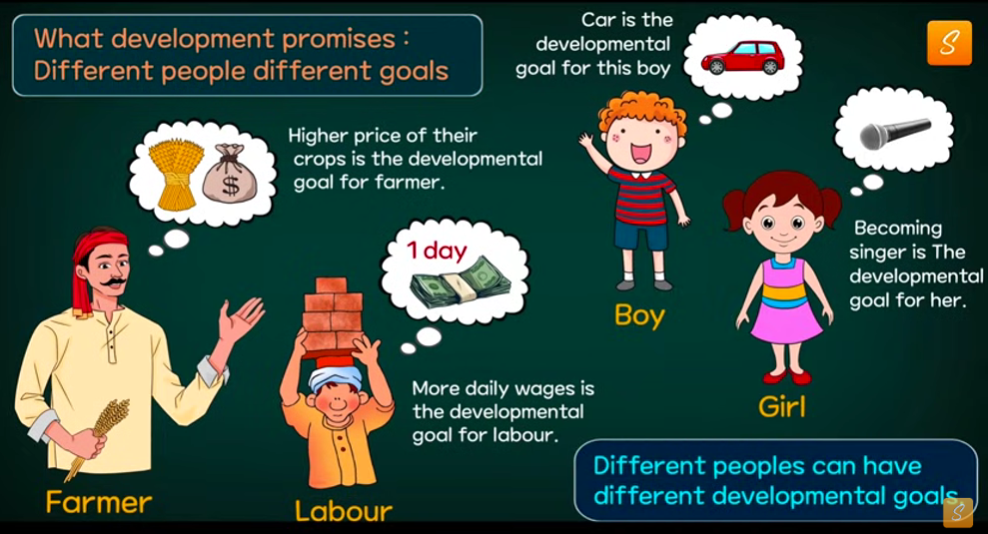 What development promises :
Different people different goals
Car is the
developmental
goal for this boy
S
Higher price of their
crops is the developmental
goal for farmer.
$
1 day
Becoming
singer is The
developmental
goal for her.
Boy
More daily wages is
the developmental
goal for labour.
Girl
Farmer
Labour
Different peoples can have
different developmental goals.
S